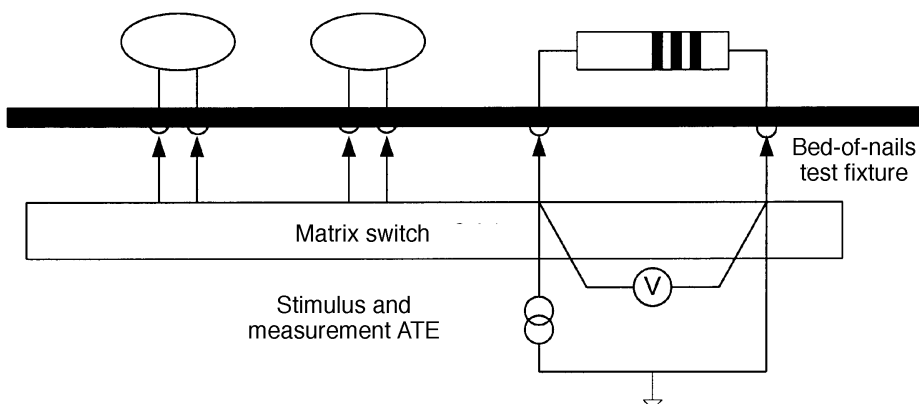 Bed-of-nails
test fixture
Matrix switch
V
Stimulus and
measurement ATE